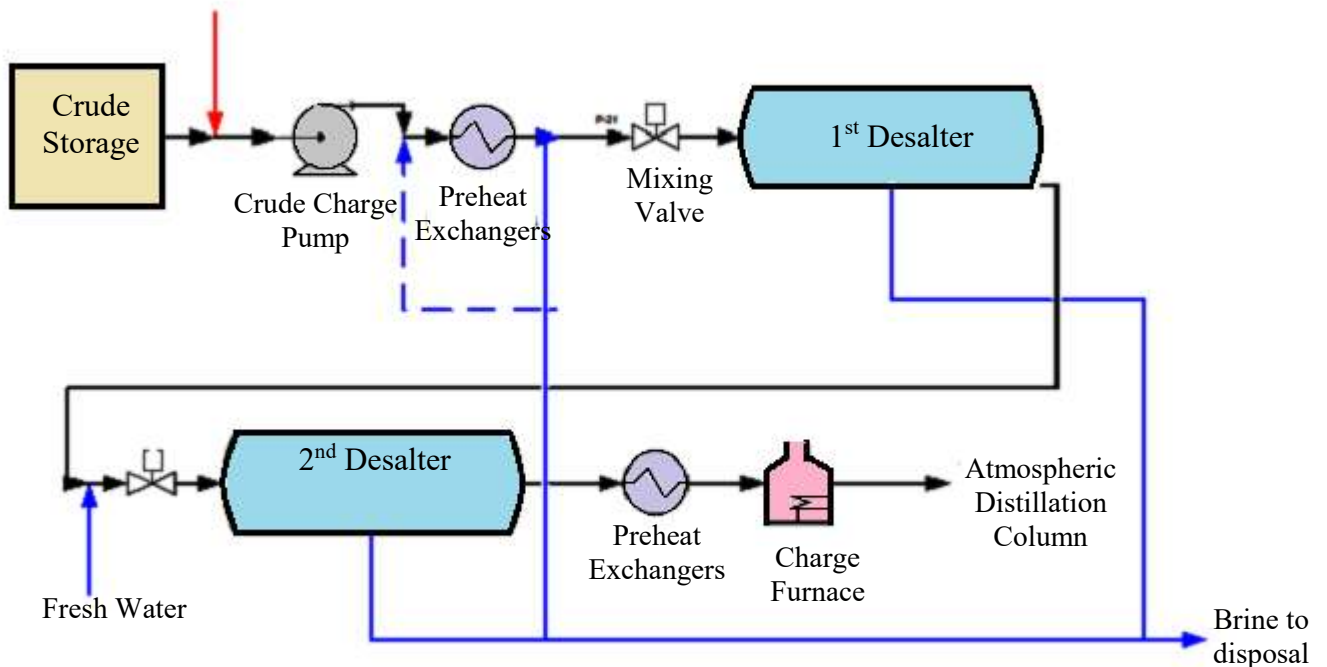 Crude
Storage
Crude Charge
Pump
Preheat
Exchangers
P-21
Mixing
Valve
1st Desalter
2nd Desalter
Preheat
Exchangers
Charge
Furnace
Atmospheric
Distillation
Column
Fresh Water
Brine to
disposal